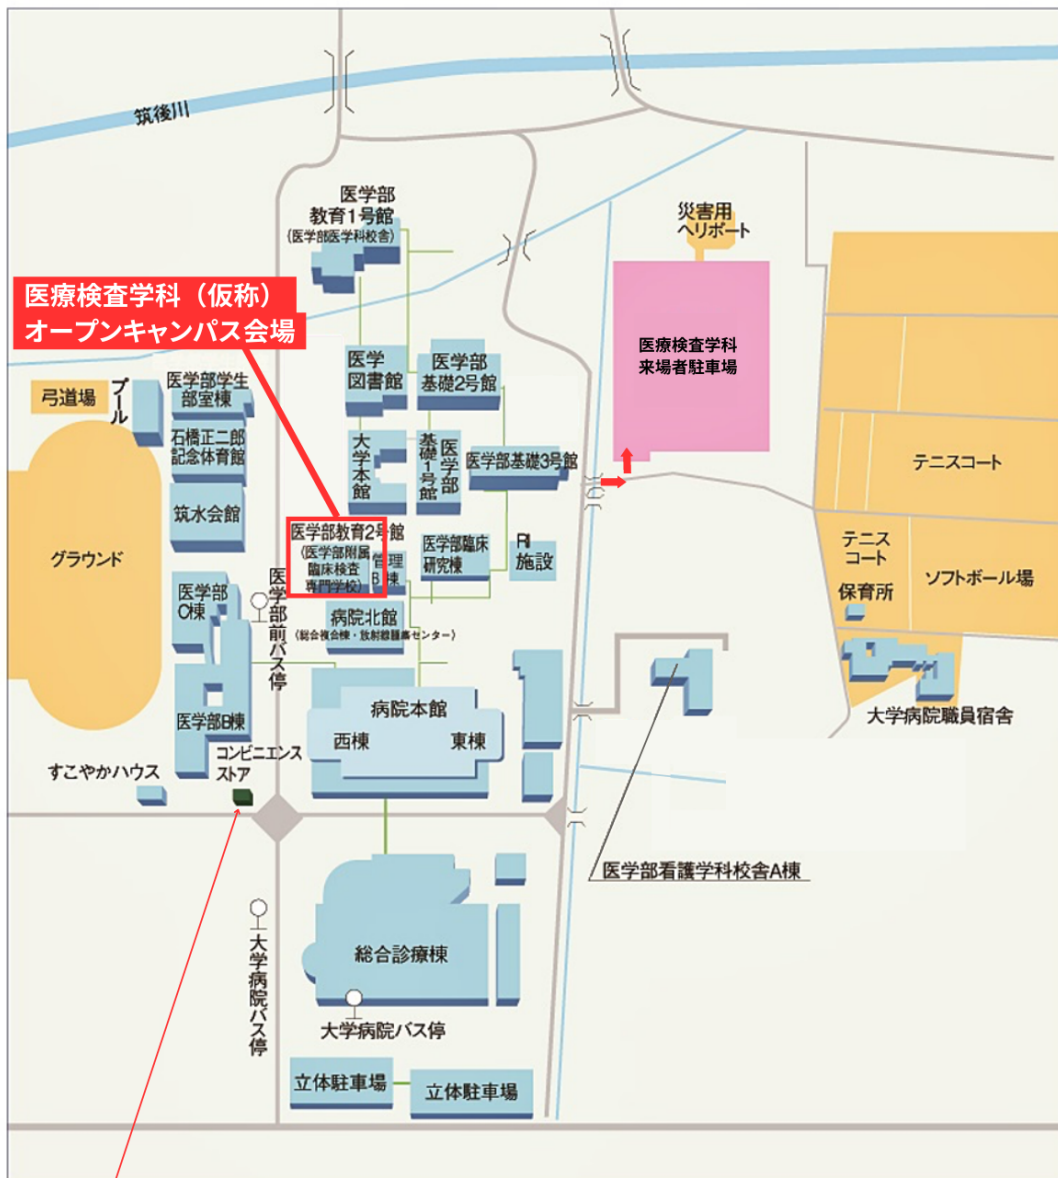 筑後川
医学部
教育1号館
(医学部医学科校舎)
災害用
ヘリポート
医療検査学科（仮称）
オープンキャンパス会場
医療検査学科
来場者駐車場
医学
図書館
医学部
基礎2号館
弓道場
プール
医学部学生
部室棟
石橋正二郎
記念体育館
大学本館
医学部
基礎1号館
医学部基礎3号館
テニスコート
筑水会館
グラウンド
医学部教育2号館
(医学部附属
臨床検査
専門学校)
管理
B棟
医学部臨床
研究棟
RI
施設
テニス
コート
ソフトボール場
保育所
医学部
C棟
医学部前バス停
病院北館
(総合複合棟・放射線腫瘍センター)
医学部B棟
病院本館
西棟
東棟
大学病院職員宿舎
コンビニエンス
ストア
すこやかハウス
医学部看護学科校舎A棟
大学病院バス停
総合診療棟
大学病院バス停
立体駐車場
立体駐車場